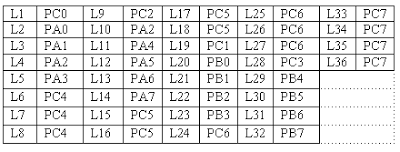 L1 PC0 L9 PC2 L17 PC5 L25 PC6 L33 PC7
L2 PA0 L10 PA2 L18 PC5 L26 PC6 L34 PC7
L3 PA1 L11 PA4 L19 PC1 L27 PC6 L35 PC7
L4 PA2 L12 PA5 L20 PB0 L28 PC3 L36 PC7
L5 PA3 L13 PA6 L21 PB1 L29 PB4
L6 PC4 L14 PA7 L22 PB2 L30 PB5
L7 PC4 L15 PC5 L23 PB3 L31 PB6
L8 PC4 L16 PC5 L24 PC6 L32 PB7